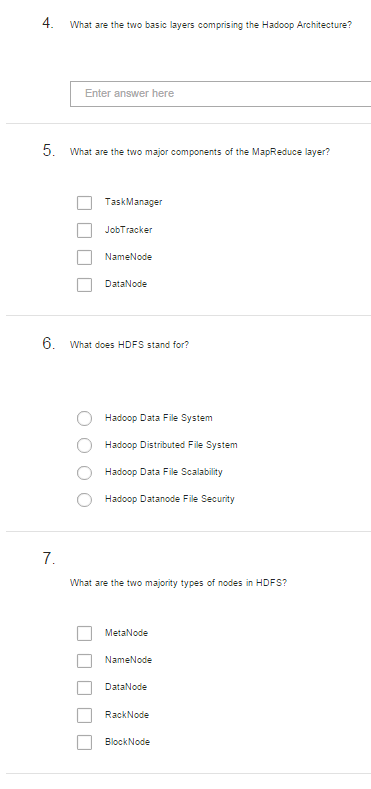 4. What are the two basic layers comprising the Hadoop Architecture?
Enter answer here
5. What are the two major components of the MapReduce layer?
TaskManager
JobTracker
NameNode
DataNode
6. What does HDFS stand for?
Hadoop Data File System
Hadoop Distributed File System
Hadoop Data File Scalability
Hadoop Datanode File Security
7.
What are the two majority types of nodes in HDFS?
MetaNode
NameNode
DataNode
RackNode
BlockNode